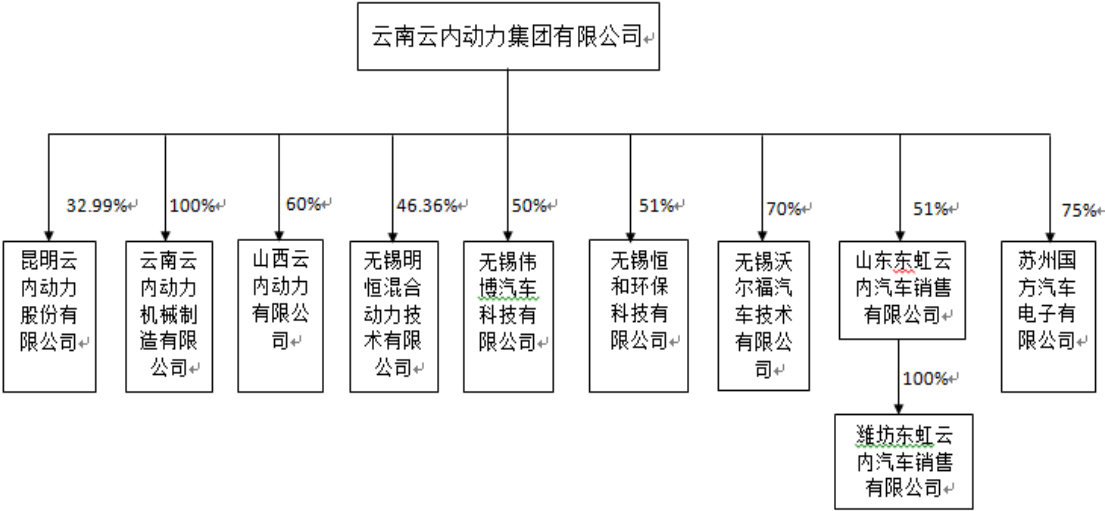 云南云内动力集团有限公司
32.99%
100%
60%
46.36%
50%
51%
70%
51%
75%
昆明云
内动力
股份有
限公司
云南云
内动力
机械制
造有限
公司
山西云
内动力
有限公
司
无锡明
恒混合
动力技
术有限
公司
无锡伟
博汽车
科技有
限公司
无锡恒
和环保
科技有
限公司
无锡沃
尔福汽
车技术
有限公
司
山东东虹云
内汽车销售
有限公司
苏州国
方汽车
电子有
限公司
100%
潍坊东虹云
内汽车销售
有限公司